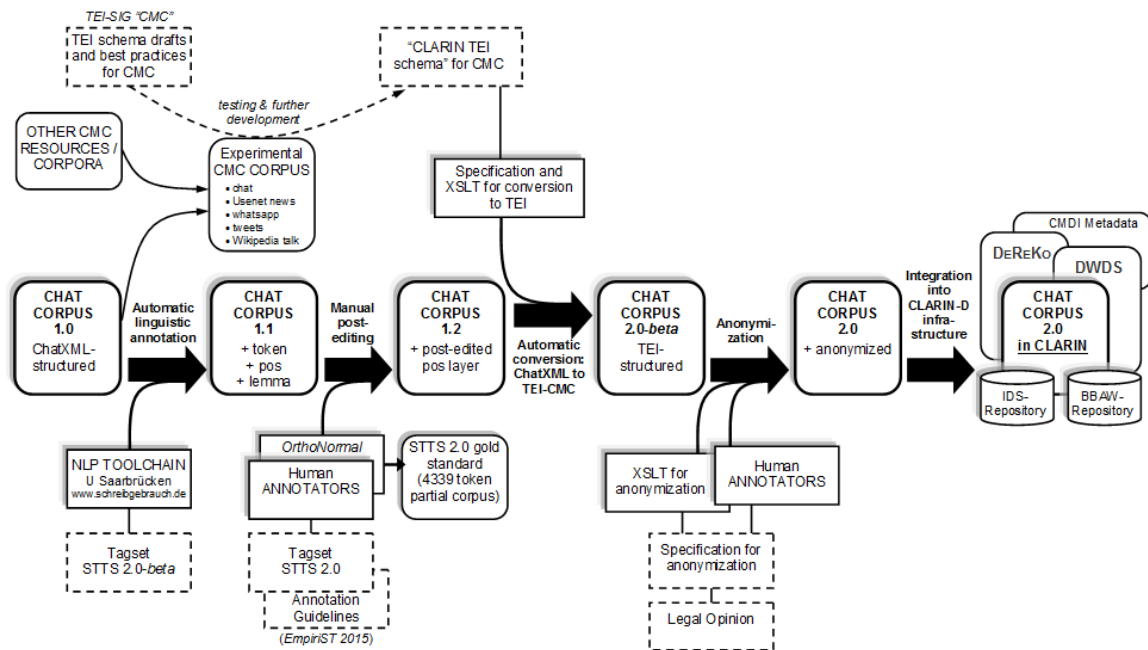 TEI-SIG “CMC”
TEI schema drafts
and best practices
for CMC
“CLARIN TEI
schema” for CMC
testing & further
development
OTHER CMC
RESOURCES /
CORPORA
Experimental
CMC CORPUS
• chat
• Usenet news
• whatsapp
• tweets
• Wikipedia talk
Specification and
XSLT for conversion
to TEI
CMDI Metadata
DEREKO
DWDS
CHAT
CORPUS
1.0
ChatXML-
structured
Automatic
linguistic
annotation
CHAT
CORPUS
1.1
+ token
+ pos
+ lemma
Manual
post-
editing
CHAT
CORPUS
1.2
+ post-edited
pos layer
Automatic
conversion:
ChatXML to
TEI-CMC
CHAT
CORPUS
2.0-beta
TEI-
structured
Anonymi-
zation
CHAT
CORPUS
2.0
+ anonymized
Integration
into
CLARIN-D
infra-
structure
CHAT
CORPUS
2.0
in CLARIN
IDS-
Repository
BBAW-
Repository
NLP TOOLCHAIN
U Saarbrücken
www.schreibgebrauch.de
OrthoNormal
Human
ANNOTATORS
STTS 2.0 gold
standard
(4339 token
partial corpus)
XSLT for
anonymization
Human
ANNOTATORS
Tagset
STTS 2.0-beta
Tagset
STTS 2.0
Annotation
Guidelines
(EmpiriST 2015)
Specification for
anonymization
Legal Opinion